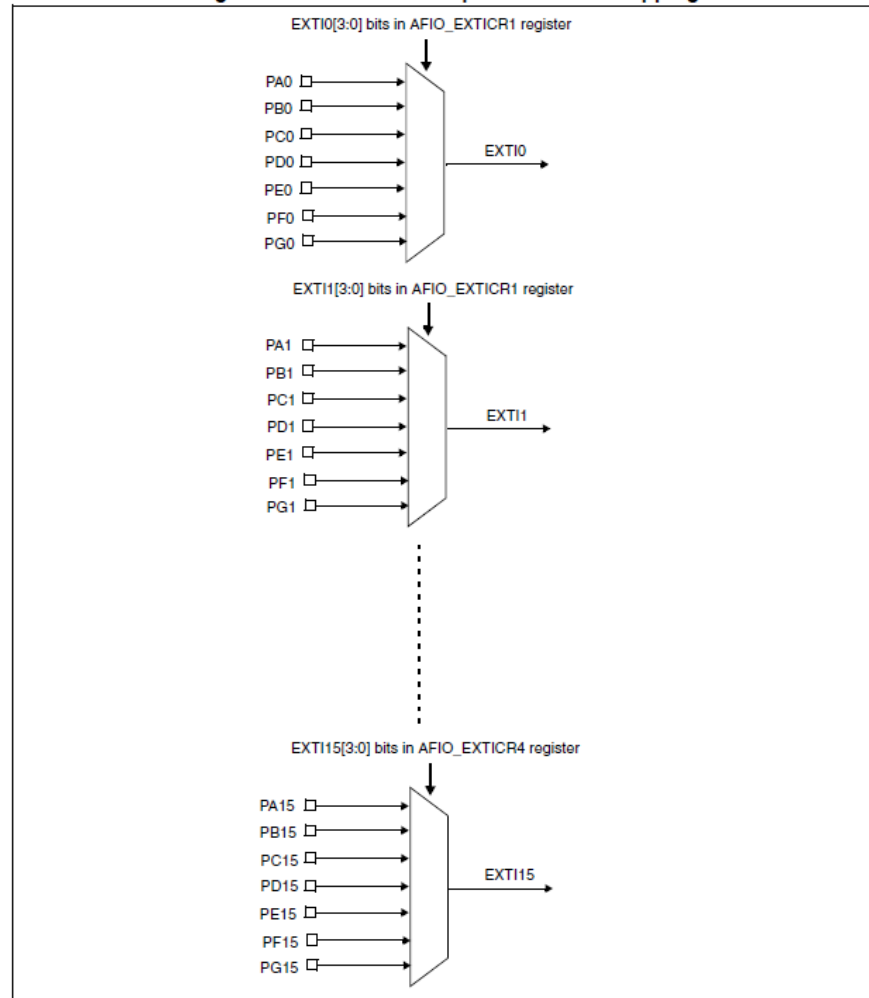 EXTI0[3:0] bits in AFIO_EXTICR1 register
PA0
PB0
PC0
PD0
PE0
PF0
PG0
EXTI0
EXTI1[3:0] bits in AFIO_EXTICR1 register
PA1
PB1
PC1
PD1
PE1
PF1
PG1
EXTI1
EXTI15[3:0] bits in AFIO_EXTICR4 register
PA15
PB15
PC15
PD15
PE15
PF15
PG15
EXTI15